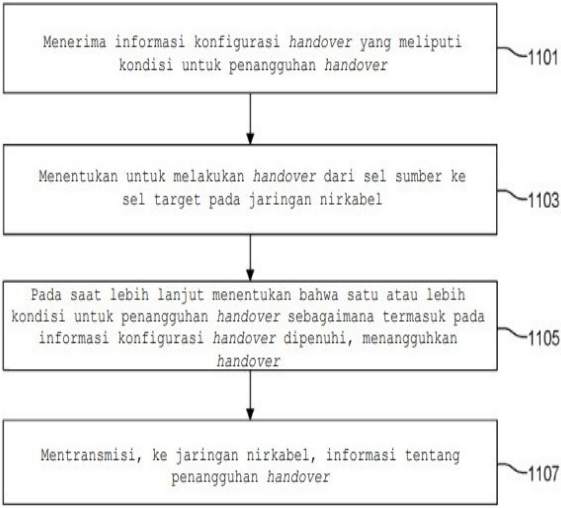 Menerima informasi konfigurasi handover yang meliputi
kondisi untuk penangguhan handover
1101
Menentukan untuk melakukan handover dari sel sumber ke
sel target pada jaringan nirkabel
1103
Pada saat lebih lanjut menentukan bahwa satu atau lebih
kondisi untuk penangguhan handover sebagaimana termasuk pada
informasi konfigurasi handover dipenuhi, menangguhkan
handover
1105
Mentransmisi, ke jaringan nirkabel, informasi tentang
penangguhan handover
1107